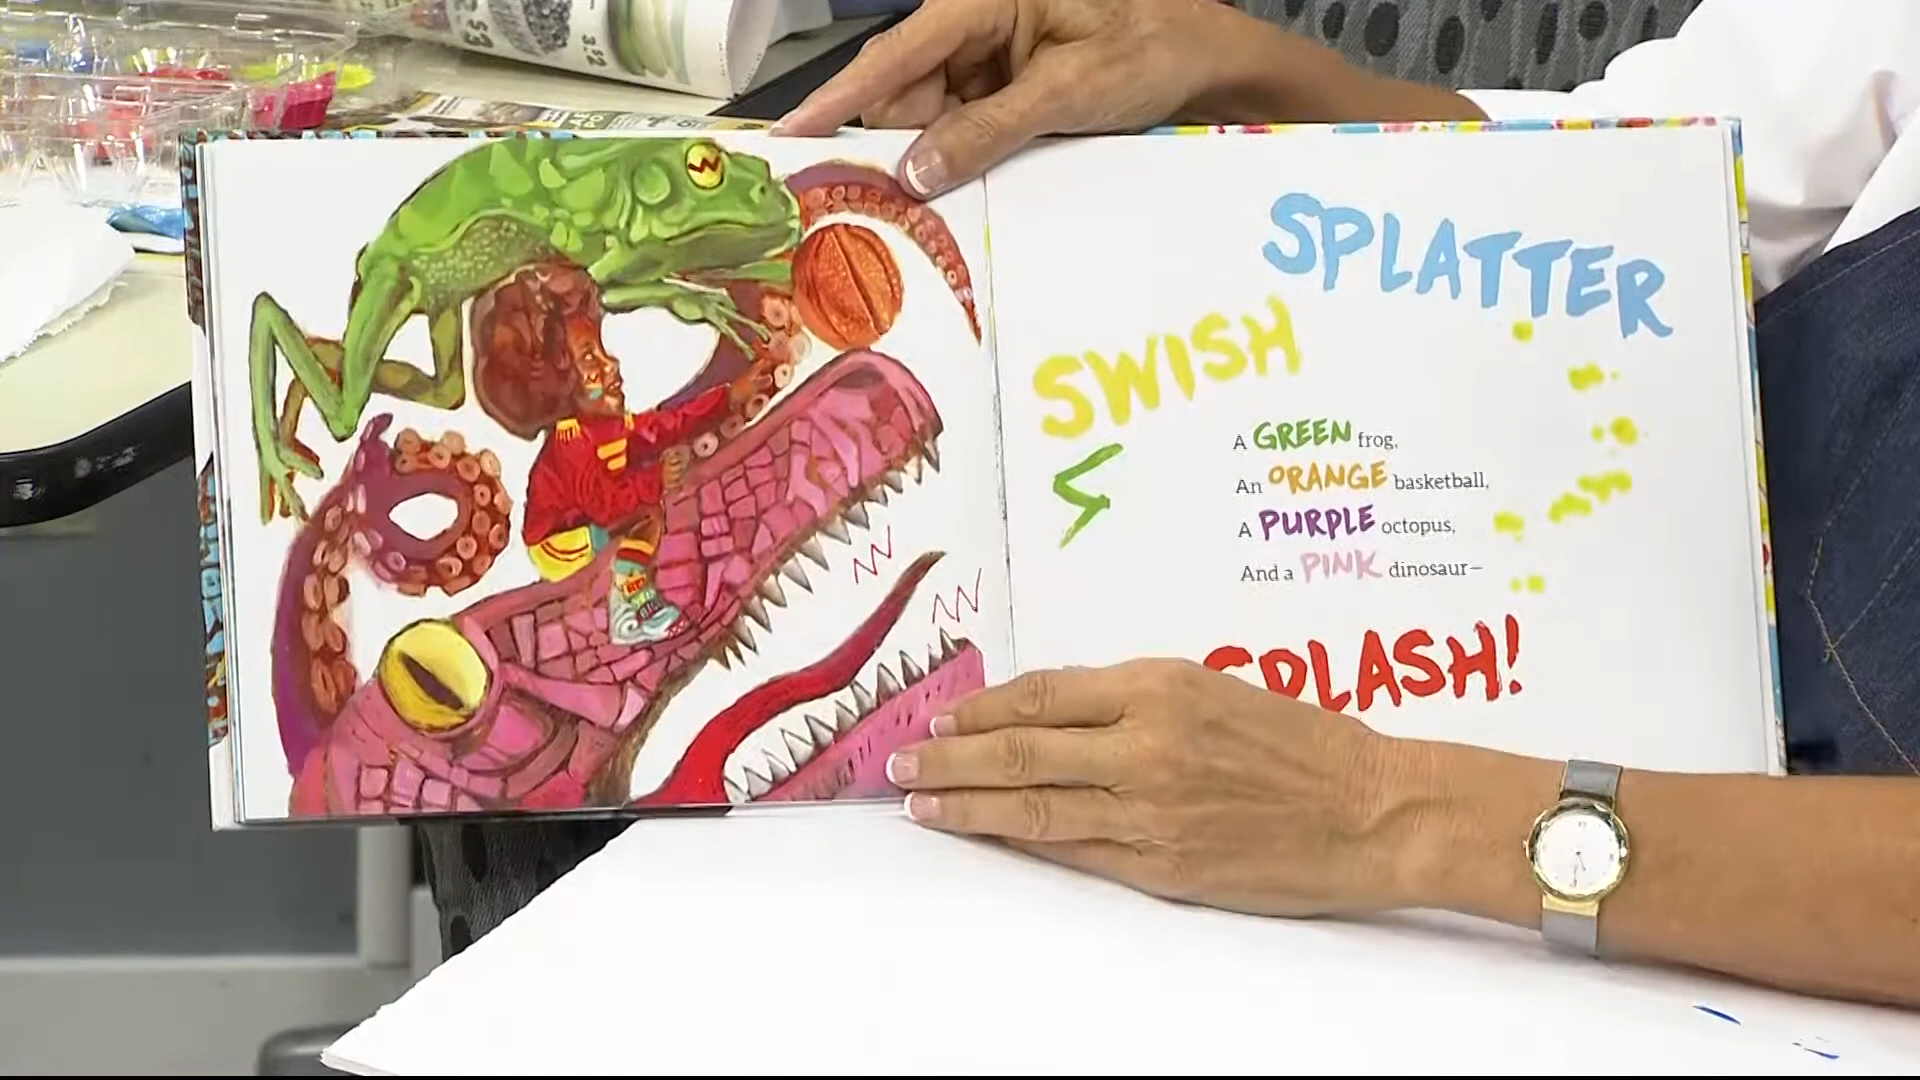 SPLATTER
SWISH
A GREEN frog,
An ORANGE basketball,
A PURPLE octopus,
And a PINK dinosaur—
SPLASH!